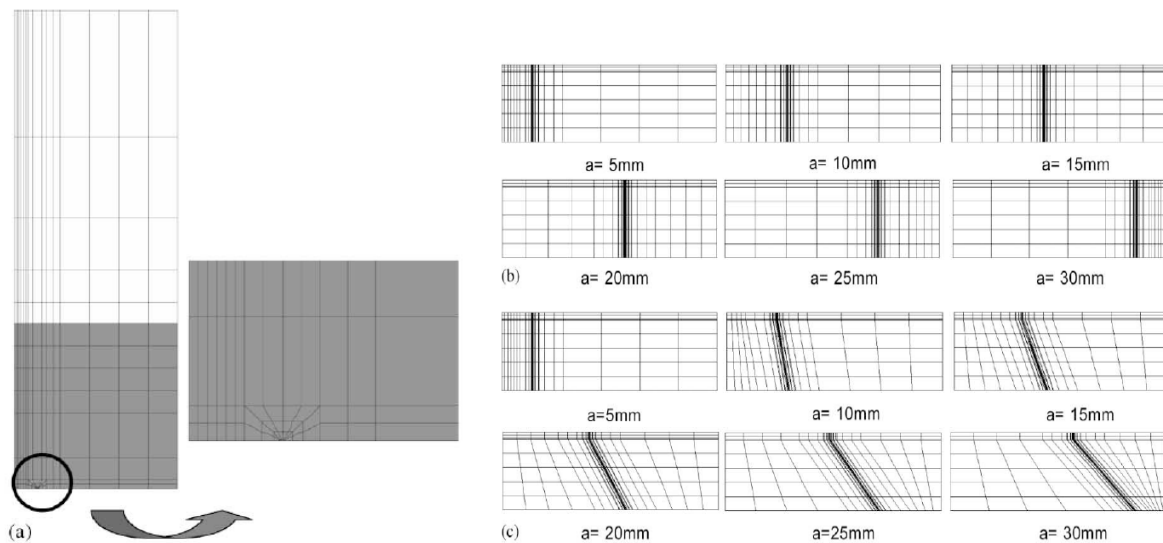 a= 5mm
a= 10mm
a= 15mm
(b)
a= 20mm
a= 25mm
a= 30mm
a=5mm
a= 10mm
a= 15mm
(a)
(c)
a= 20mm
a=25mm
a= 30mm